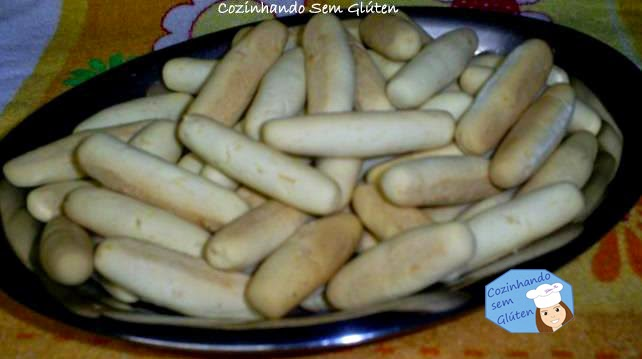 Cozinhando Sem Glúten
Cozinhando
sem
Glúten